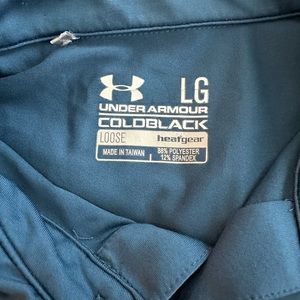 LG
UNDER ARMOUR
COLDBLACK
LOOSE heatgear
MADE IN TAIWAN 88% POLYESTER
12% SPANDEX